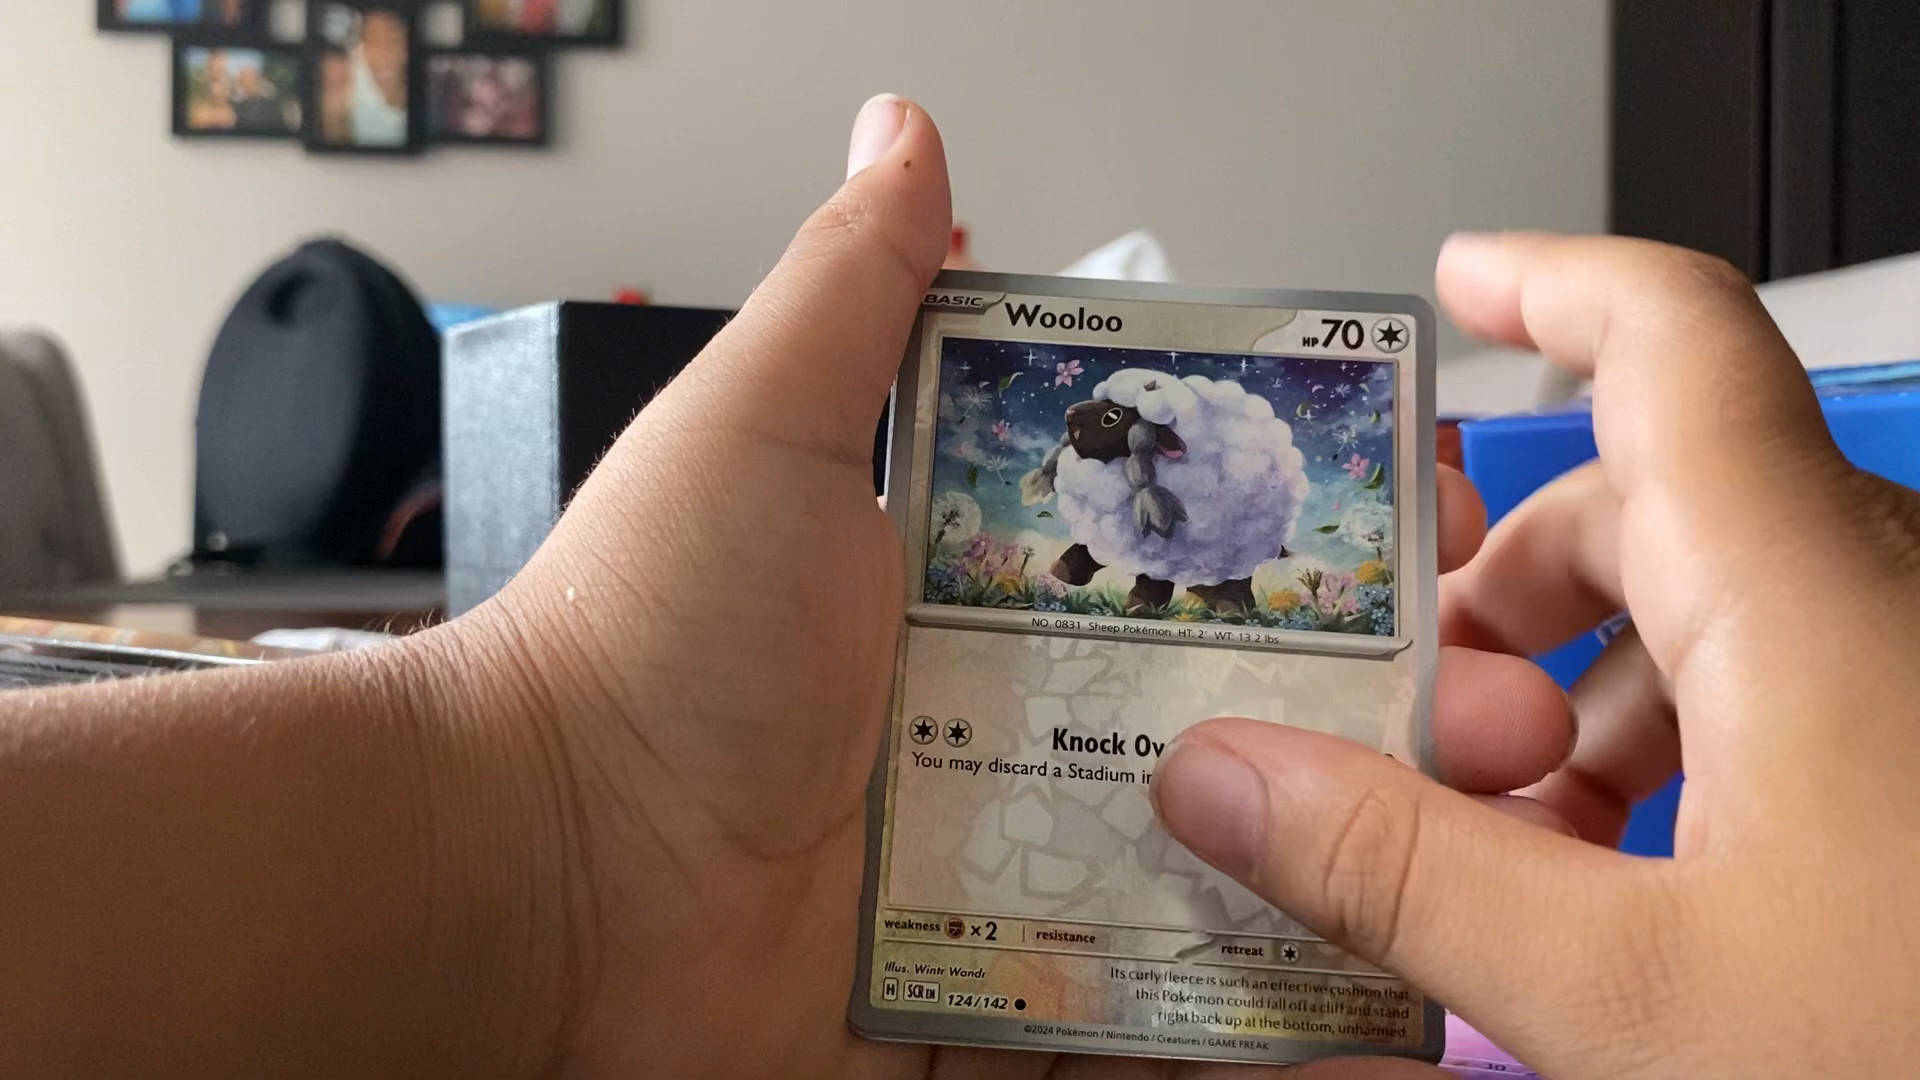 BASIC Wooloo HP 70
NO 0831 Sheep Pokémon HT. 2' WT. 13.2 lbs.
Knock Ov
You may discard a Stadium in
weakness ×2 resistance retreat
Illus. Wintr Wandr
Its curly fleece is such an effective cushion that
this Pokémon could fall off a cliff and stand
right back up at the bottom, unharmed.
H SCR EN 124/142
©2024 Pokémon / Nintendo / Creatures / GAME FREAK